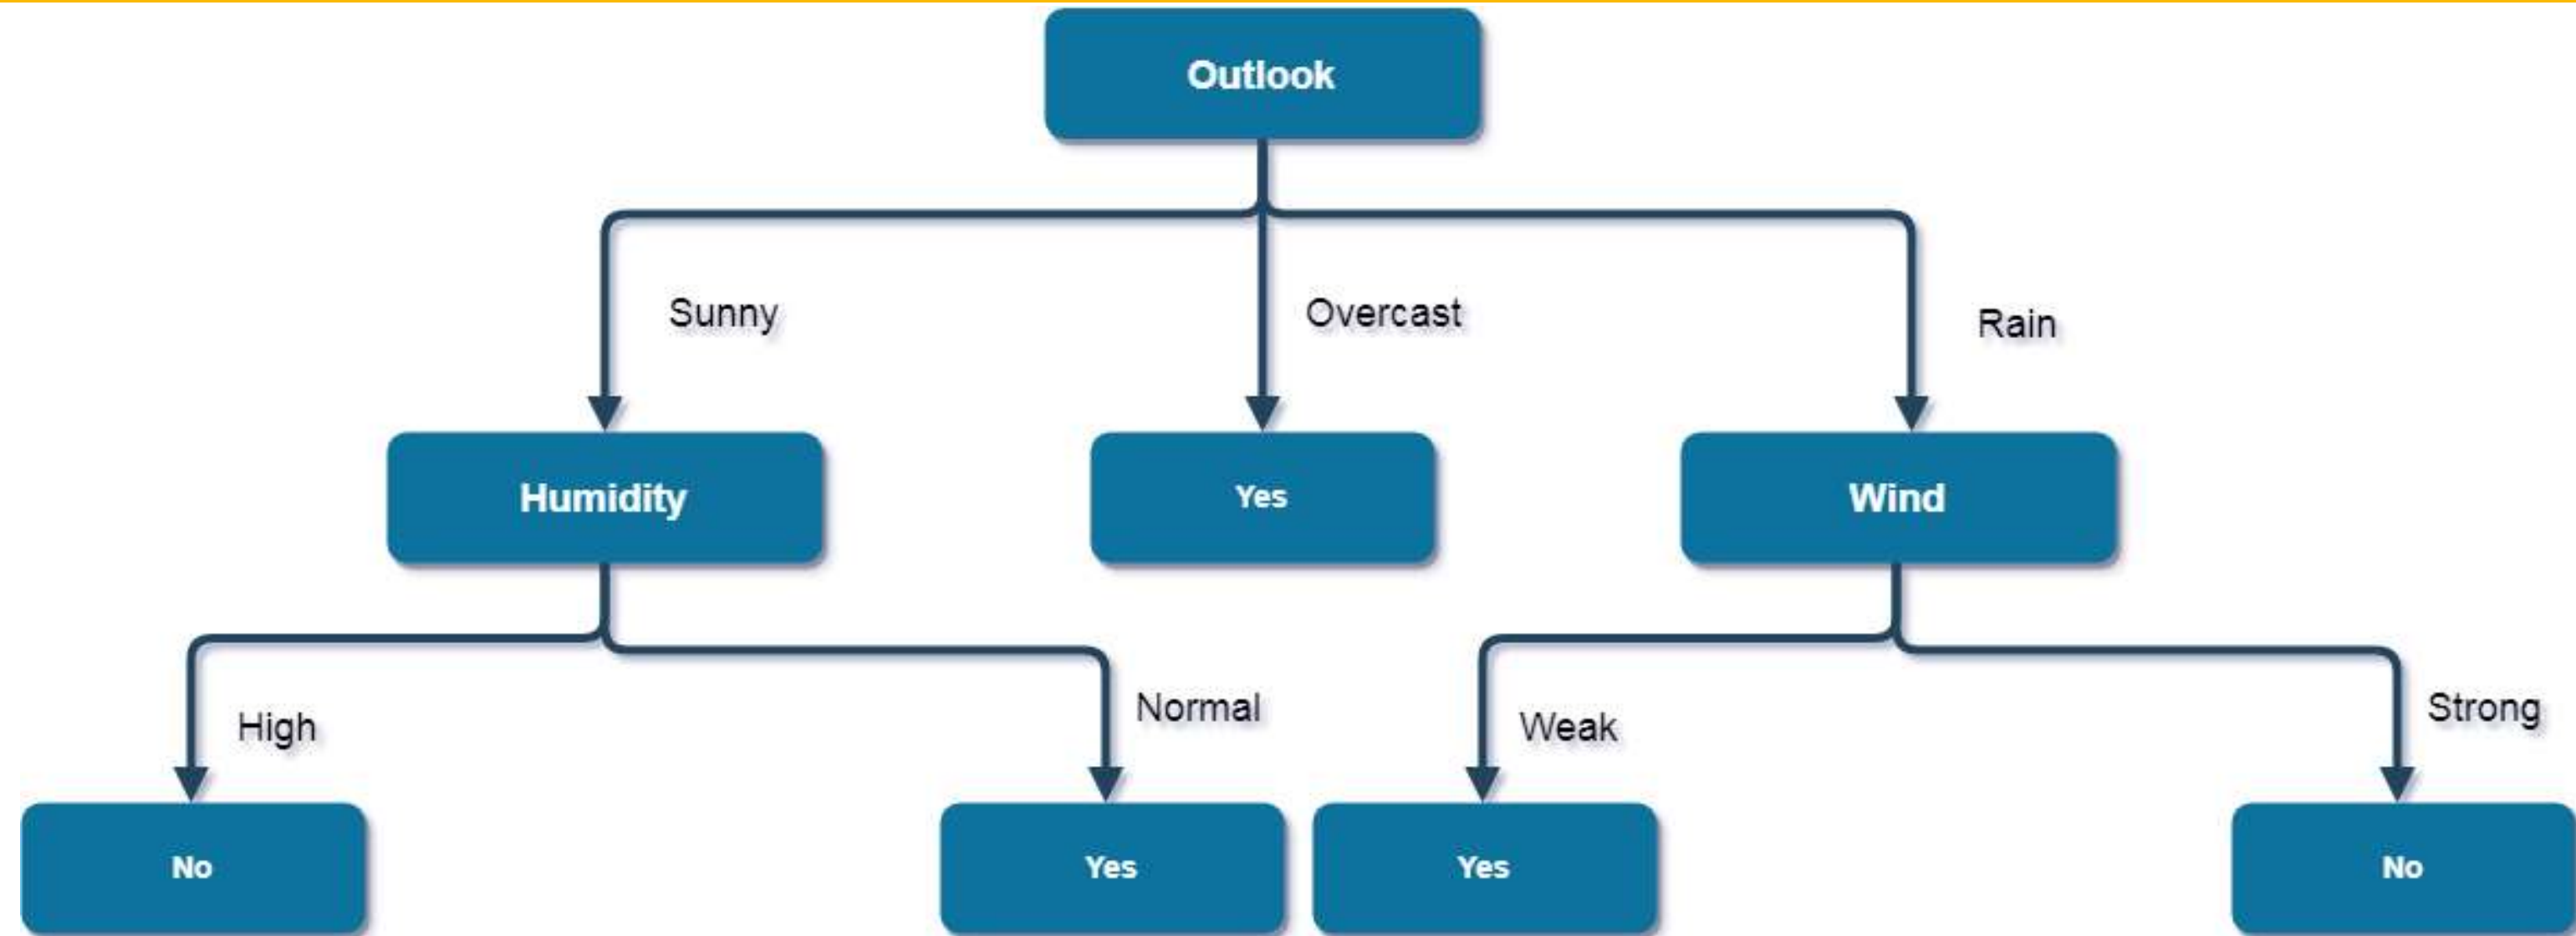 Outlook
Sunny
Overcast
Rain
Humidity
Yes
Wind
High
Normal
Weak
Strong
No
Yes
Yes
No